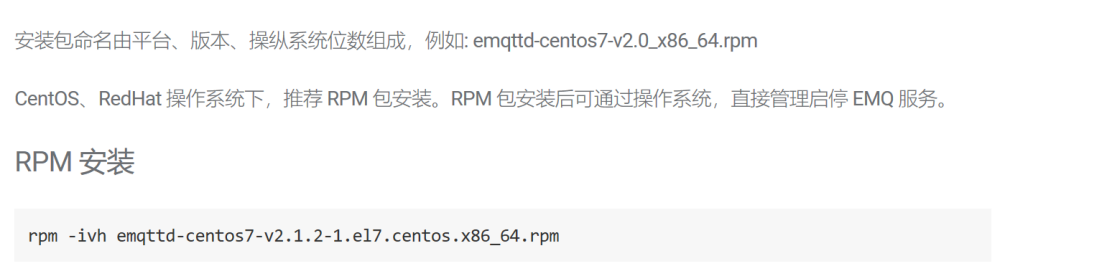 安装包命名由平台、版本、操纵系统位数组成，例如: emqttd-centos7-v2.0_x86_64.rpm
CentOS、RedHat 操作系统下，推荐 RPM 包安装。RPM 包安装后可通过操作系统，直接管理启停 EMQ 服务。
RPM 安装
rpm -ivh emqttd-centos7-v2.1.2-1.el7.centos.x86_64.rpm